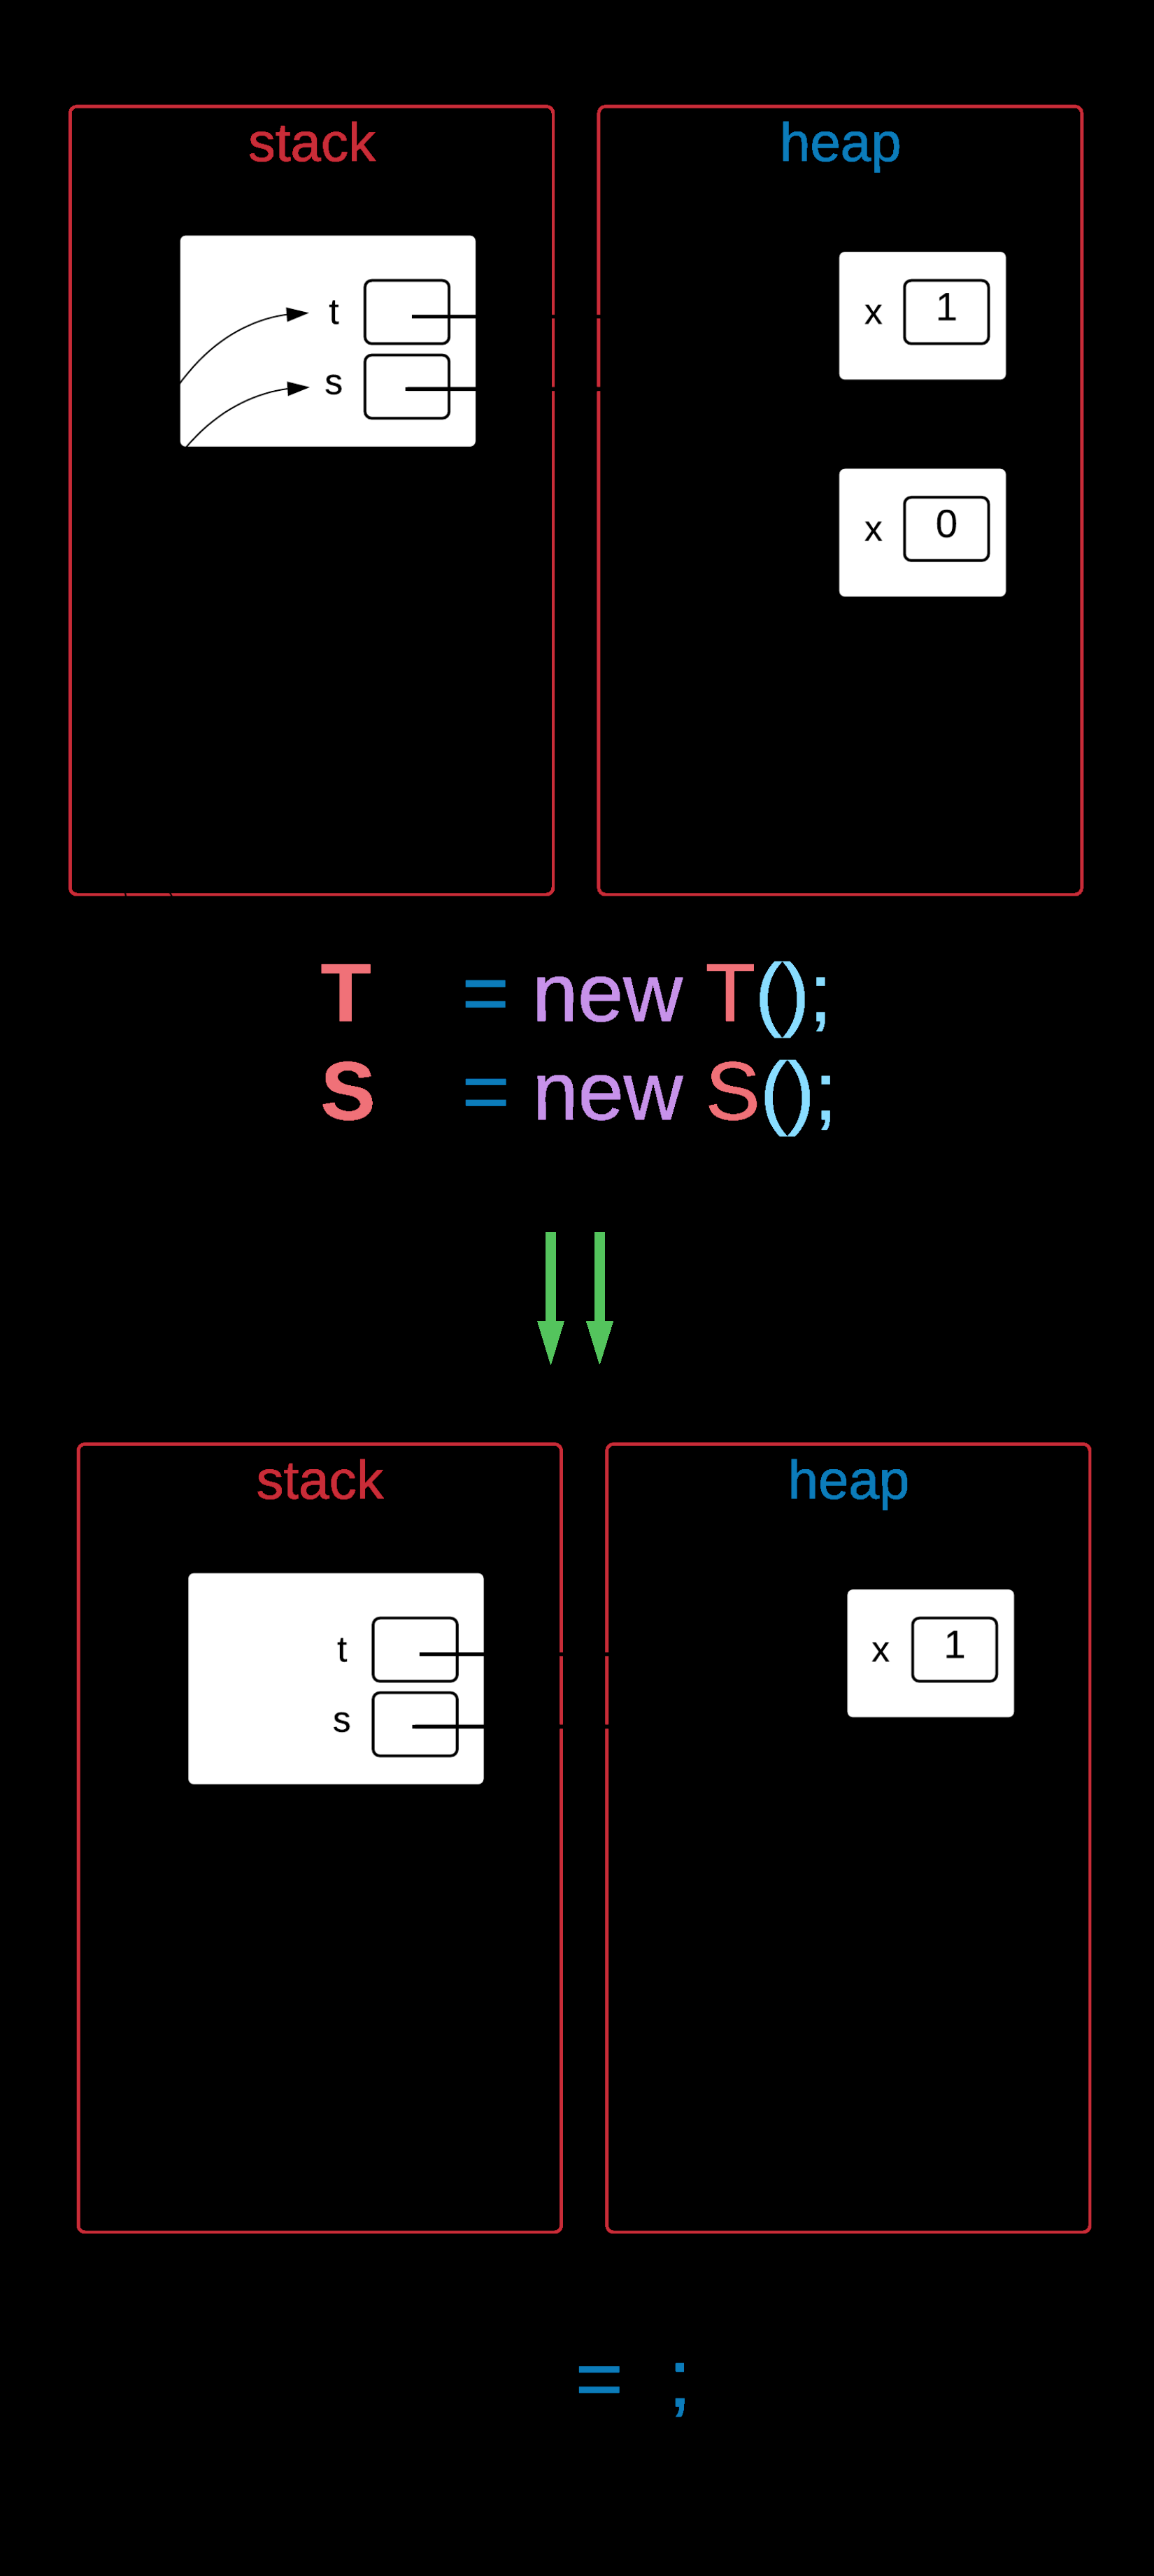 stack
heap
t
s
x 1
x 0
T = new T();
S = new S();
stack
heap
t
s
x 1
= ;